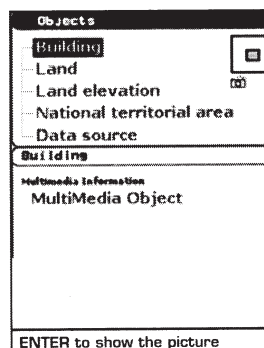 Objects
Building
Land
Land elevation
National territorial area
Data source
Building
Multimedia Information
MultiMedia Object
ENTER to show the picture